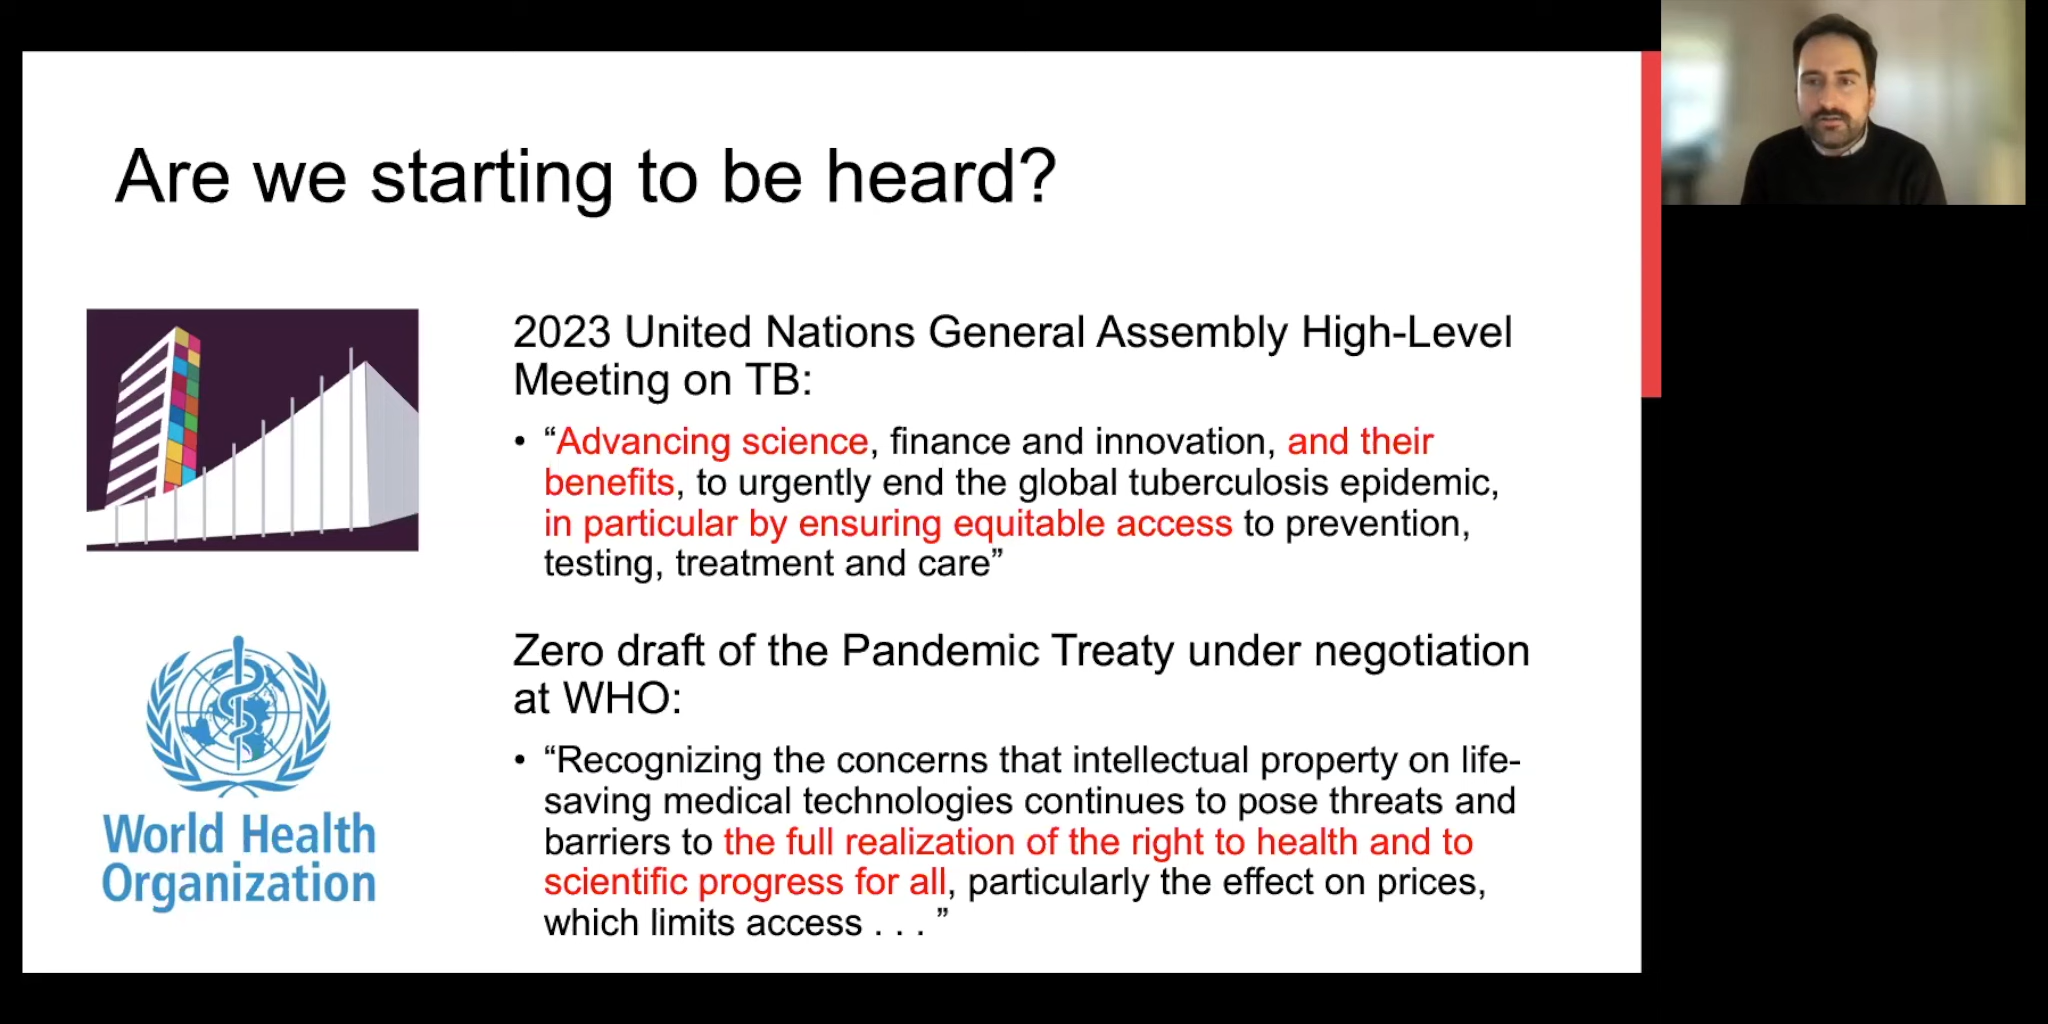 Are we starting to be heard?
2023 United Nations General Assembly High-Level
Meeting on TB:
• “Advancing science, finance and innovation, and their
benefits, to urgently end the global tuberculosis epidemic,
in particular by ensuring equitable access to prevention,
testing, treatment and care”
World Health
Organization
Zero draft of the Pandemic Treaty under negotiation
at WHO:
• “Recognizing the concerns that intellectual property on life-
saving medical technologies continues to pose threats and
barriers to the full realization of the right to health and to
scientific progress for all, particularly the effect on prices,
which limits access . . . ”